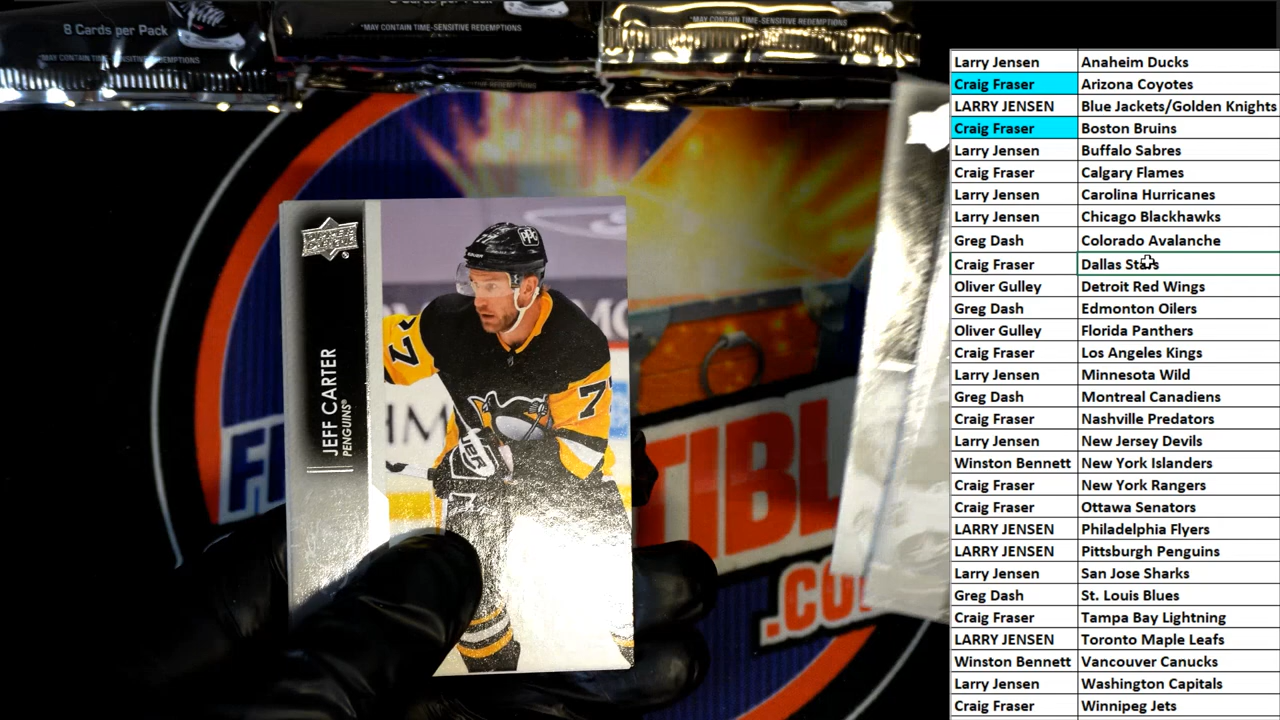 8 Cards per Pack
*MAY CONTAIN TIME-SENSITIVE REDEMPTIONS
*MAY CONTAIN TIME-SENSITIVE REDEMPTIONS
*MAY CONTAIN TIME-SENSITIVE REDEMPTIONS
UPPER DECK
JEFF CARTER
PENGUINS®
77
PPG
77
TIBL
.CO
Larry Jensen Anaheim Ducks
Craig Fraser Arizona Coyotes
LARRY JENSEN Blue Jackets/Golden Knights
Craig Fraser Boston Bruins
Larry Jensen Buffalo Sabres
Craig Fraser Calgary Flames
Larry Jensen Carolina Hurricanes
Larry Jensen Chicago Blackhawks
Greg Dash Colorado Avalanche
Craig Fraser Dallas Stars
Oliver Gulley Detroit Red Wings
Greg Dash Edmonton Oilers
Oliver Gulley Florida Panthers
Craig Fraser Los Angeles Kings
Larry Jensen Minnesota Wild
Greg Dash Montreal Canadiens
Craig Fraser Nashville Predators
Larry Jensen New Jersey Devils
Winston Bennett New York Islanders
Craig Fraser New York Rangers
Craig Fraser Ottawa Senators
LARRY JENSEN Philadelphia Flyers
LARRY JENSEN Pittsburgh Penguins
Larry Jensen San Jose Sharks
Greg Dash St. Louis Blues
Craig Fraser Tampa Bay Lightning
LARRY JENSEN Toronto Maple Leafs
Winston Bennett Vancouver Canucks
Larry Jensen Washington Capitals
Craig Fraser Winnipeg Jets